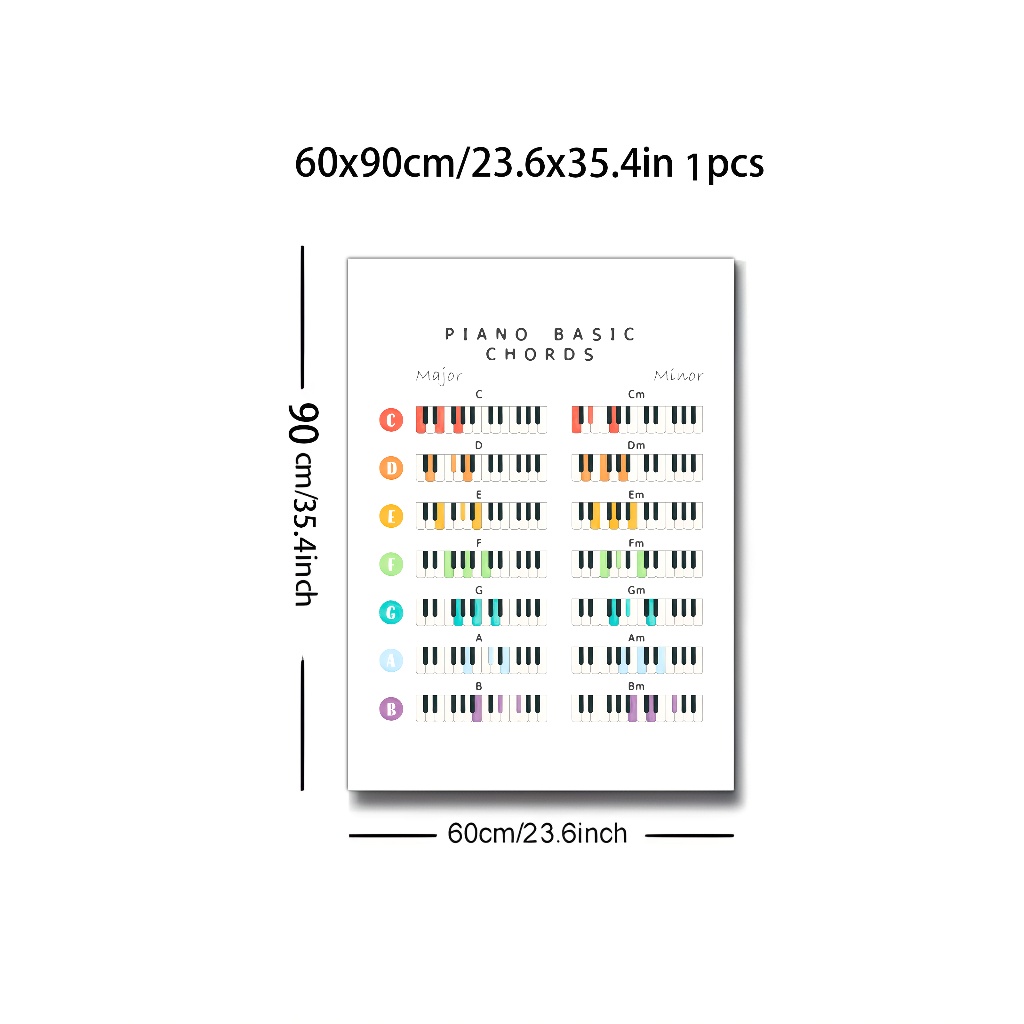 60x90cm/23.6x35.4in 1pcs
90 cm/35.4inch
PIANO BASIC
CHORDS
Major Minor
C Cm
C
D Dm
D
E Em
E
F Fm
F
G Gm
G
A Am
A
B Bm
B
60cm/23.6inch